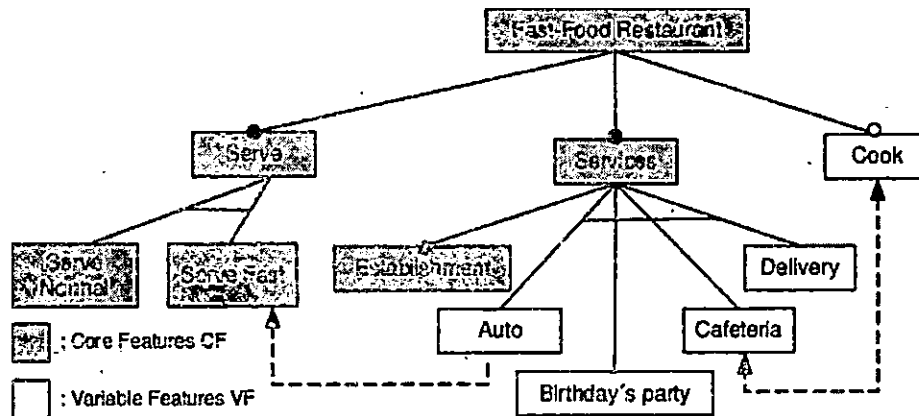 Fast-Food Restaurant
Serve
Services
Cook
Serve
Normal
Serve Fast
Establishment
Delivery
Auto
Cafeteria
Birthday´s party
: Core Features CF
: Variable Features VF